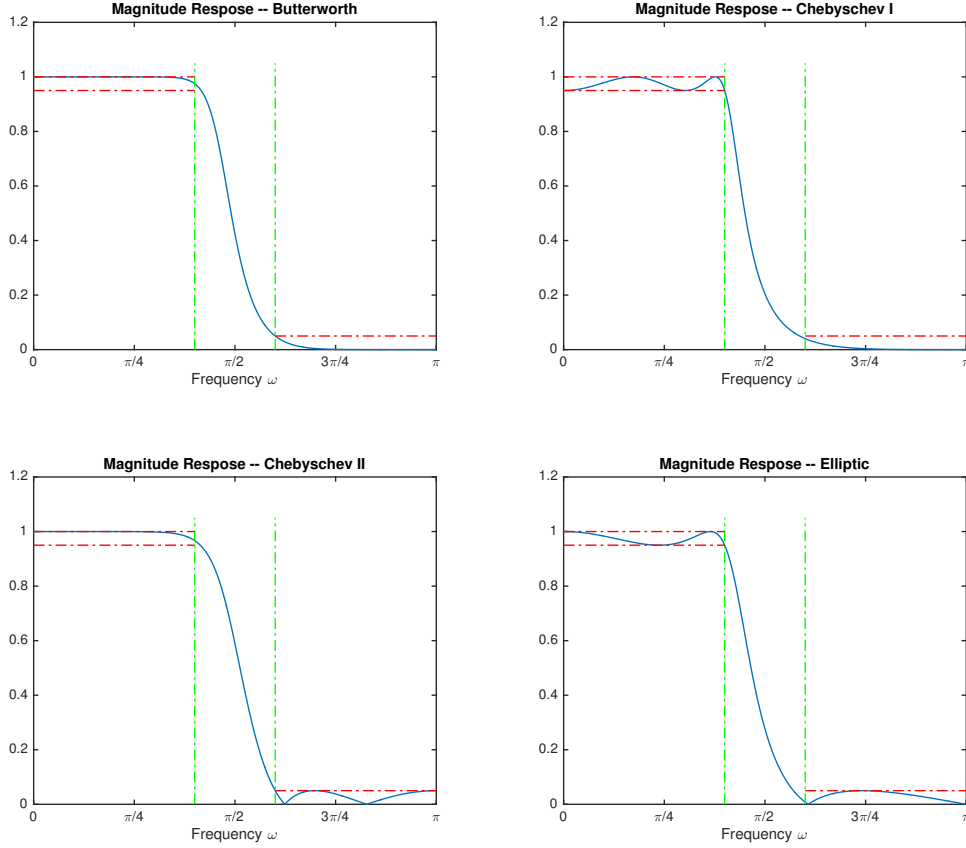 Magnitude Respose -- Butterworth
1.2
1
0.8
0.6
0.4
0.2
0
0 π/4 π/2 3π/4 π
Frequency ω
Magnitude Respose -- Chebyschev I
1.2
1
0.8
0.6
0.4
0.2
0
0 π/4 π/2 3π/4 π
Frequency ω
Magnitude Respose -- Chebyschev II
1.2
1
0.8
0.6
0.4
0.2
0
0 π/4 π/2 3π/4 π
Frequency ω
Magnitude Respose -- Elliptic
1.2
1
0.8
0.6
0.4
0.2
0
0 π/4 π/2 3π/4 π
Frequency ω